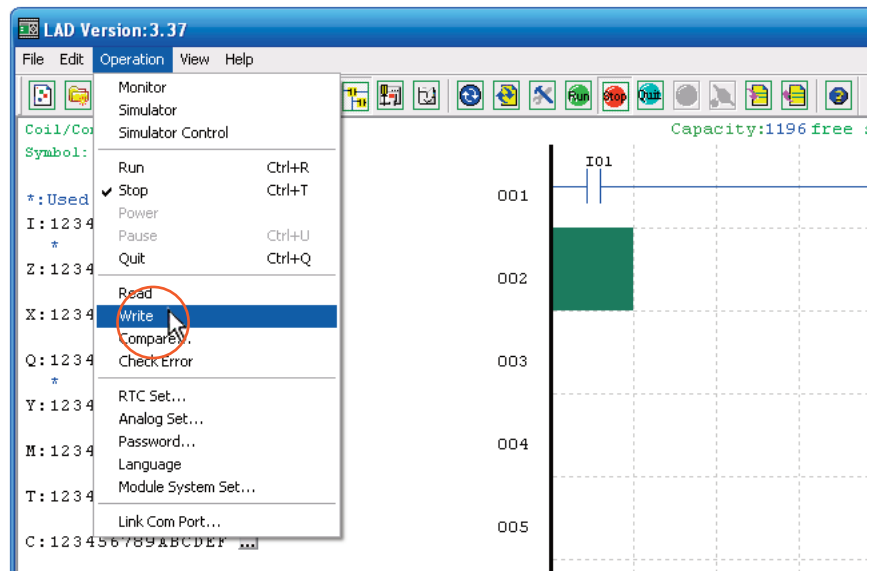 LAD Version:3.37
File Edit Operation View Help
Run Stop Quit
Monitor
Simulator
Simulator Control
Run Ctrl+R
Stop Ctrl+T
Power
Pause Ctrl+U
Quit Ctrl+Q
Read
Write
Compare...
Check Error
RTC Set...
Analog Set...
Password...
Language
Module System Set...
Link Com Port...
Symbol:
*:Used
I:1234
*
Z:1234
X:1234
Q:1234
*
Y:1234
M:1234
T:1234
C:123456789ABCDEF ...
Capacity:1196 free
I01
001
002
003
004
005